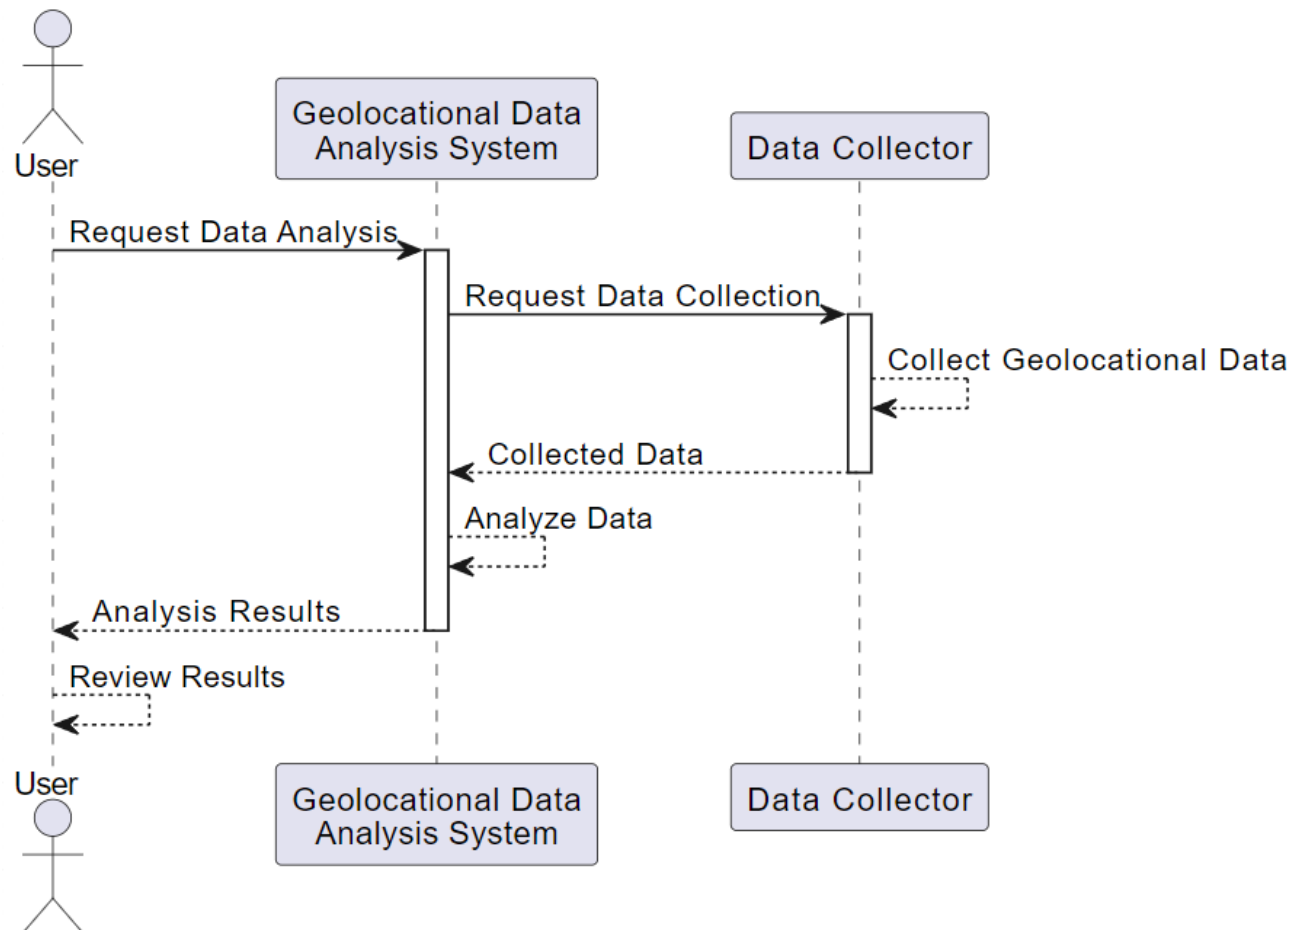 User
Geolocational Data
Analysis System
Data Collector
Request Data Analysis
Request Data Collection
Collect Geolocational Data
Collected Data
Analyze Data
Analysis Results
Review Results
User
Geolocational Data
Analysis System
Data Collector